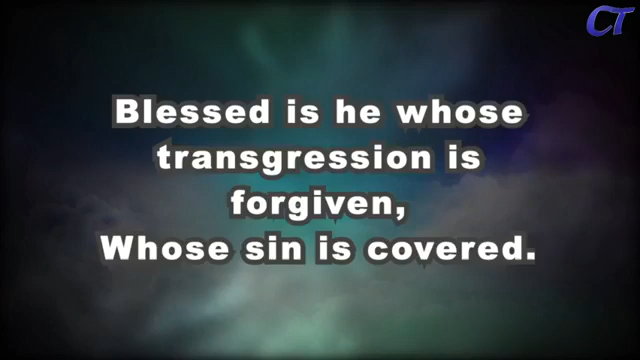 CT
Blessed is he whose
transgression is
forgiven,
Whose sin is covered.